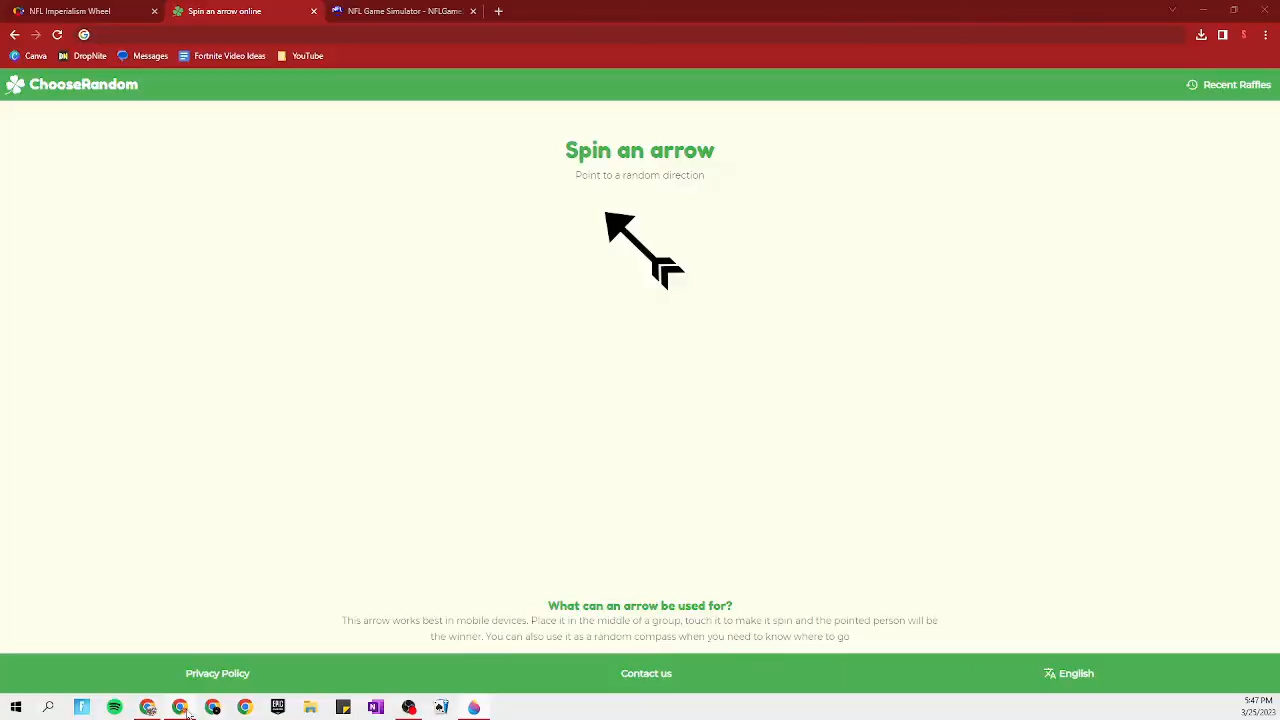 NFL Imperialism Wheel
Spin an arrow online
NFL Game Simulator - NFLGame
Canva
DropNite
Messages
Fortnite Video Ideas
YouTube
ChooseRandom
Recent Raffles
Spin an arrow
Point to a random direction
What can an arrow be used for?
This arrow works best in mobile devices. Place it in the middle of a group, touch it to make it spin and the pointed person will be
the winner. You can also use it as a random compass when you need to know where to go
Privacy Policy
Contact us
English
5:47 PM
3/25/2023